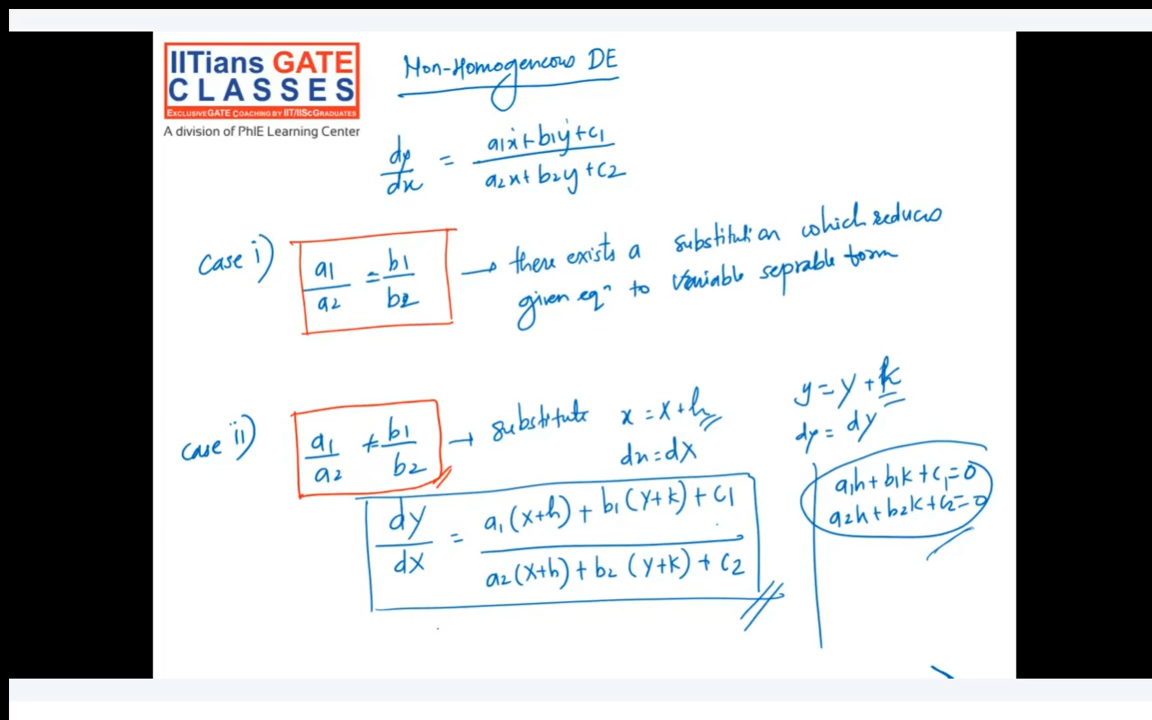 IITians GATE
CLASSES
EXCLUSIVE GATE COACHING BY IIT/IISc GRADUATES
A division of PhIE Learning Center
Non-Homogeneous DE
dy/dx = a1x+b1y+c1 / a2x+b2y+c2
case i) a1/a2 = b1/b2 → there exists a substitution which reduces
given eqn to variable seprable form
case ii) a1/a2 ≠ b1/b2 → substitute x = X+h y = Y+k
dx = dX dy = dY
dY/dX = a1(X+h) + b1(Y+k) + c1 / a2(X+h) + b2(Y+k) + c2
a1h + b1k + c1 = 0
a2h + b2k + c2 = 0